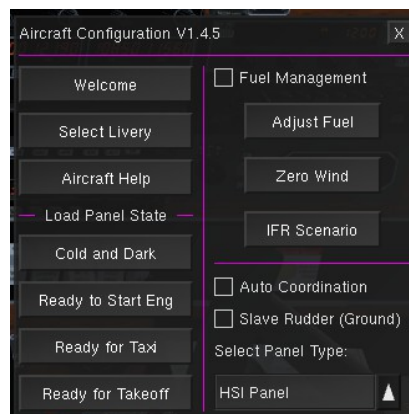 Aircraft Configuration V1.4.5 X
Welcome
Select Livery
Aircraft Help
Load Panel State
Cold and Dark
Ready to Start Eng
Ready for Taxi
Ready for Takeoff
Fuel Management
Adjust Fuel
Zero Wind
IFR Scenario
Auto Coordination
Slave Rudder (Ground)
Select Panel Type:
HSI Panel